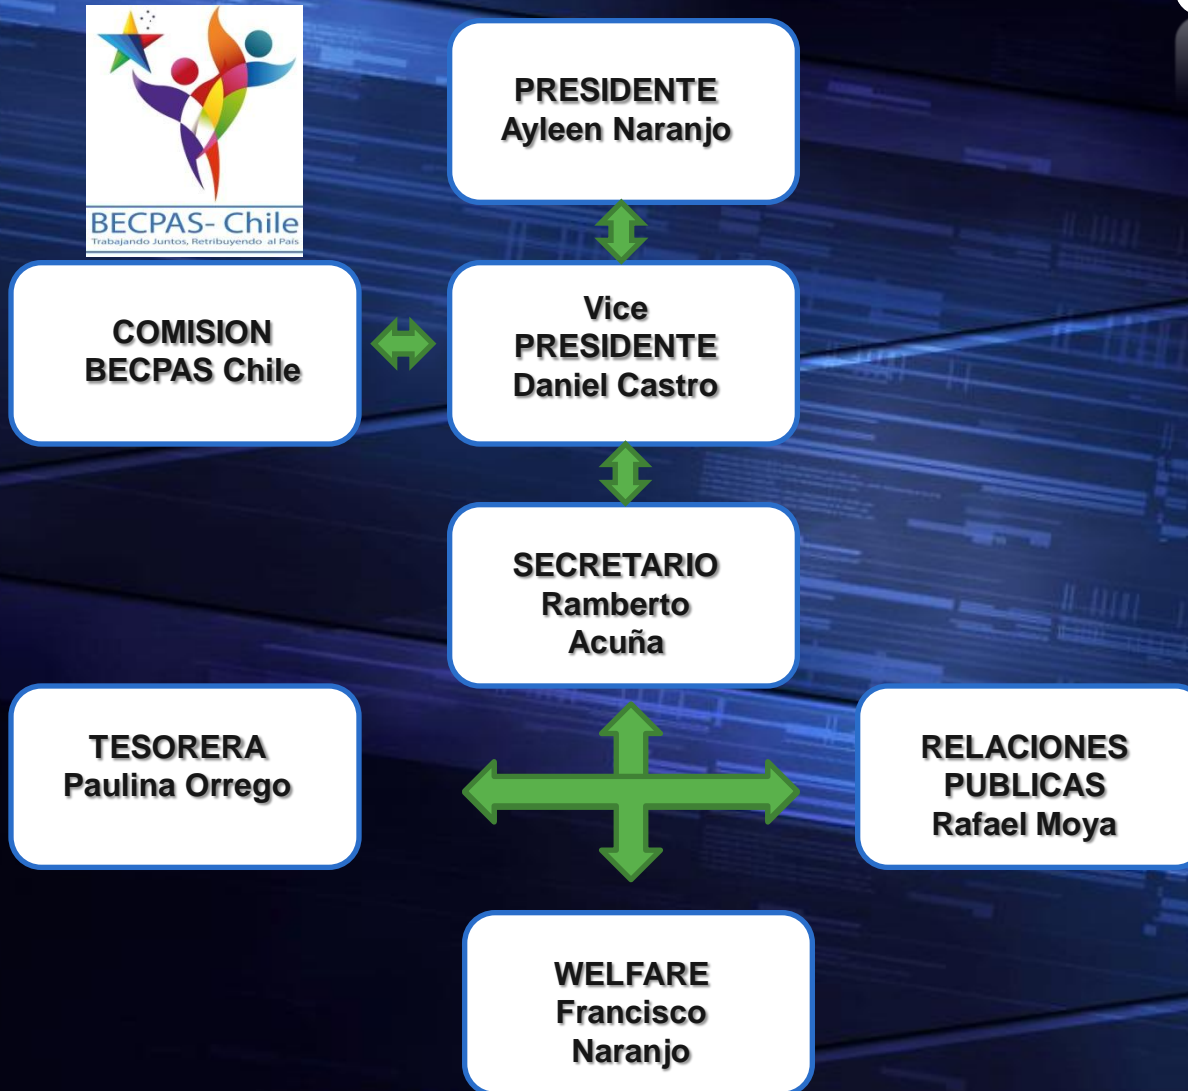 PRESIDENTE
Ayleen Naranjo
BECPAS- Chile
Trabajando Juntos, Retribuyendo al País
COMISION
BECPAS Chile
Vice
PRESIDENTE
Daniel Castro
SECRETARIO
Ramberto
Acuña
TESORERA
Paulina Orrego
RELACIONES
PUBLICAS
Rafael Moya
WELFARE
Francisco
Naranjo